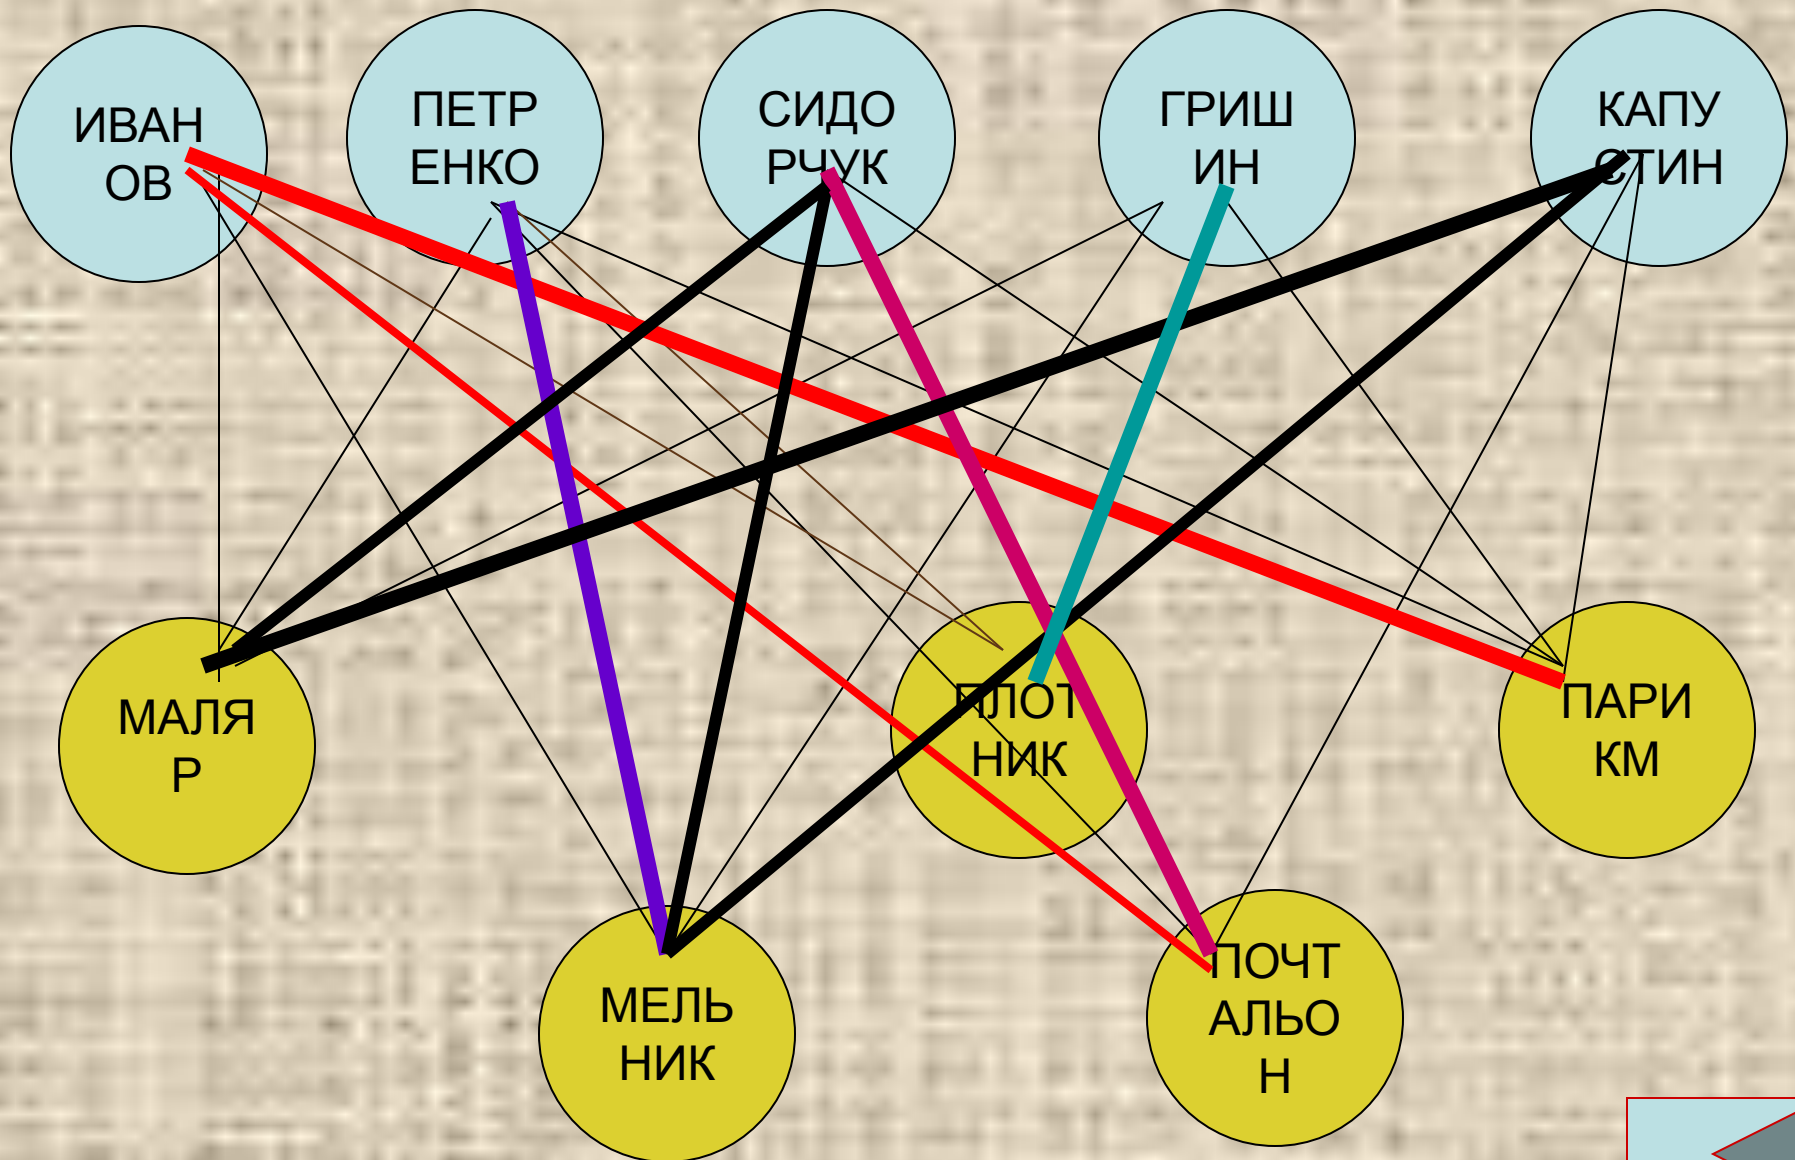 ИВАН
ОВ
ПЕТР
ЕНКО
СИДО
РЧУК
ГРИШ
ИН
КАПУ
СТИН
МАЛЯ
Р
ПЛОТ
НИК
ПАРИ
КМ
МЕЛЬ
НИК
ПОЧТ
АЛЬО
Н